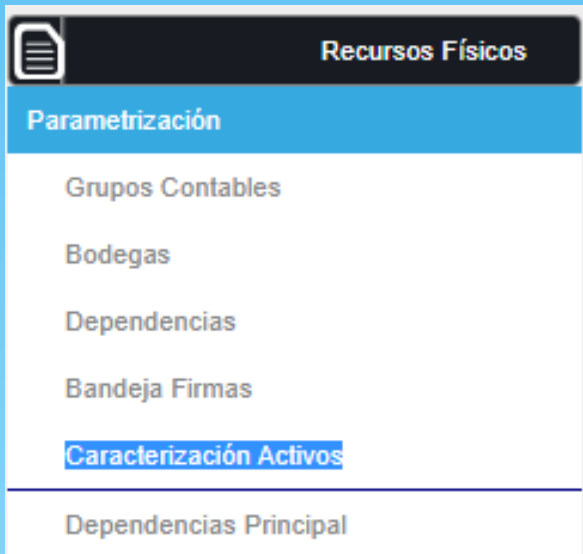 Recursos Físicos
Parametrización
Grupos Contables
Bodegas
Dependencias
Bandeja Firmas
Caracterización Activos
Dependencias Principal